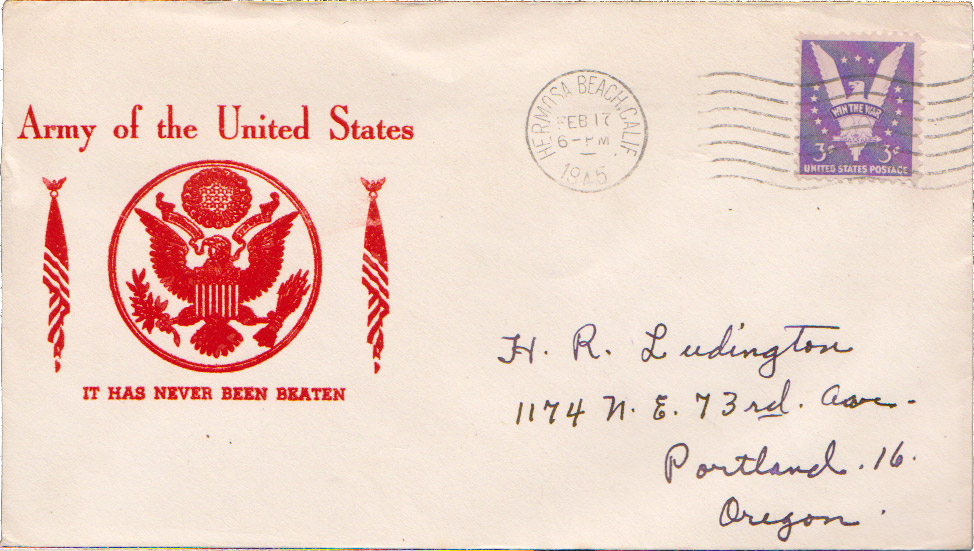 Army of the United States
IT HAS NEVER BEEN BEATEN
HERMOSA BEACH, CALIF.
FEB 17
6-PM
1945
WIN THE WAR
3¢ 3¢
UNITED STATES POSTAGE
H. R. Ludington
1174 N. E. 73rd. Ave.
Portland. 16.
Oregon.